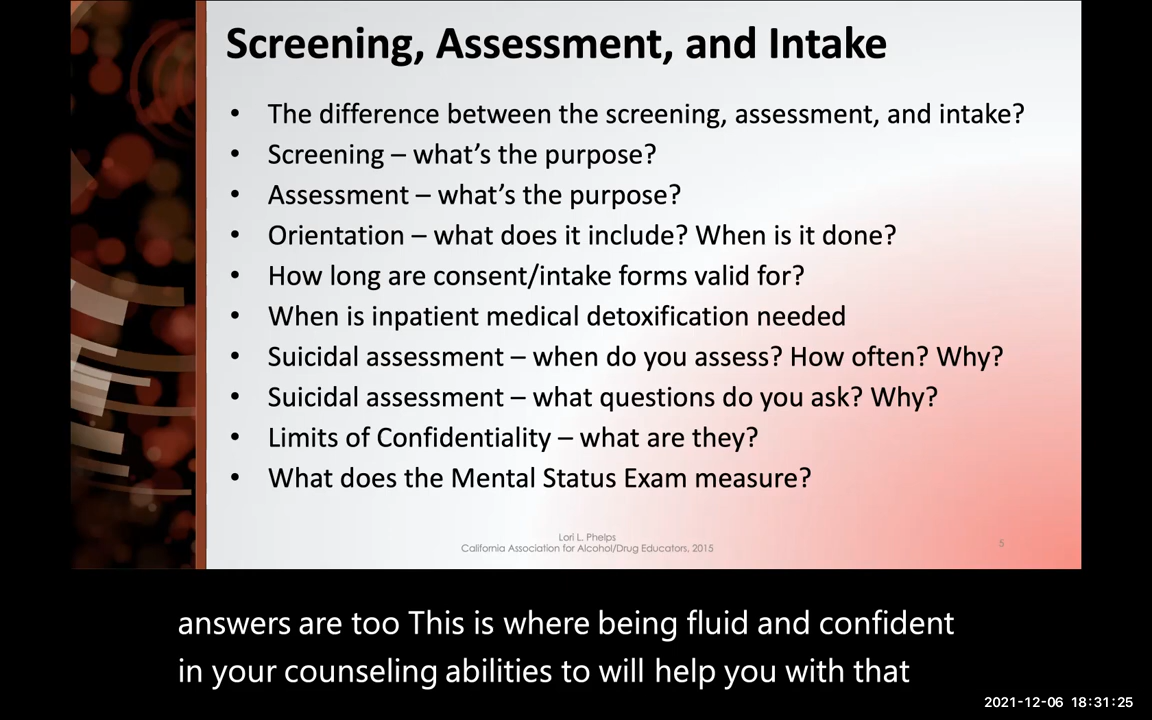 Screening, Assessment, and Intake
• The difference between the screening, assessment, and intake?
• Screening – what's the purpose?
• Assessment – what's the purpose?
• Orientation – what does it include? When is it done?
• How long are consent/intake forms valid for?
• When is inpatient medical detoxification needed
• Suicidal assessment – when do you assess? How often? Why?
• Suicidal assessment – what questions do you ask? Why?
• Limits of Confidentiality – what are they?
• What does the Mental Status Exam measure?
Lori L. Phelps
California Association for Alcohol/Drug Educators, 2015
5
answers are too This is where being fluid and confident
in your counseling abilities to will help you with that
2021-12-06 18:31:25